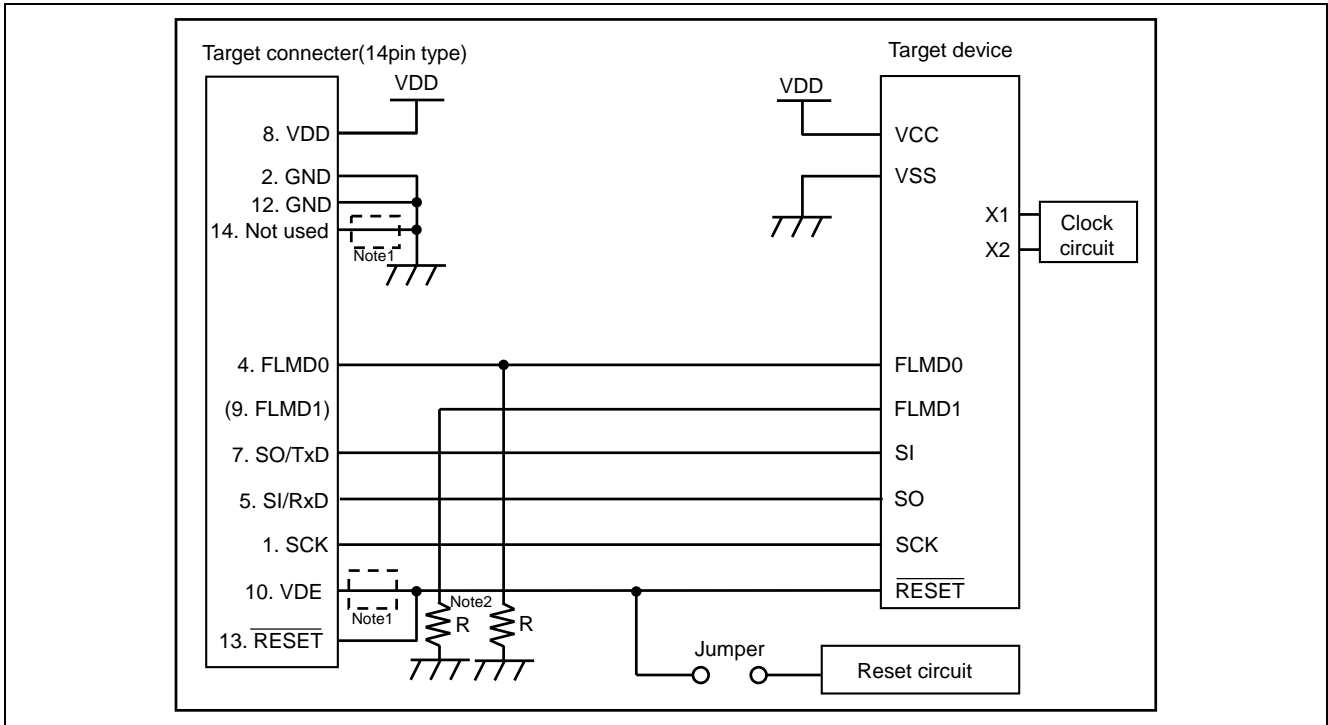 Target connecter(14pin type)
Target device
VDD
VDD
8. VDD
VCC
2. GND
VSS
12. GND
14. Not used
Note1
X1
X2
Clock
circuit
4. FLMD0
FLMD0
(9. FLMD1)
FLMD1
7. SO/TxD
SI
5. SI/RxD
SO
1. SCK
SCK
10. VDE
RESET
Note1
Note2
R
R
13. RESET
Jumper
Reset circuit